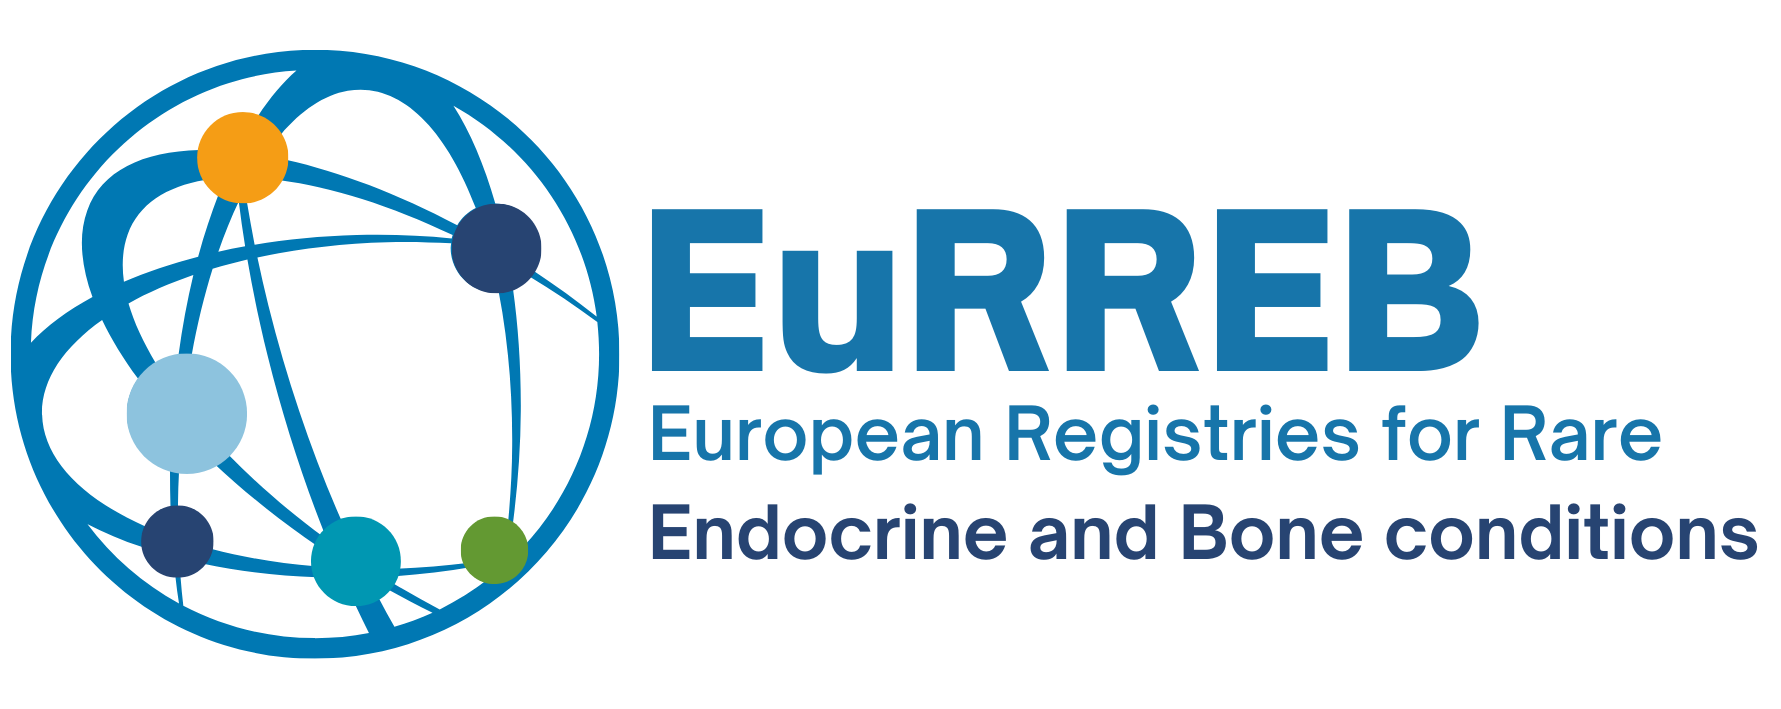 EuRREB
European Registries for Rare
Endocrine and Bone conditions